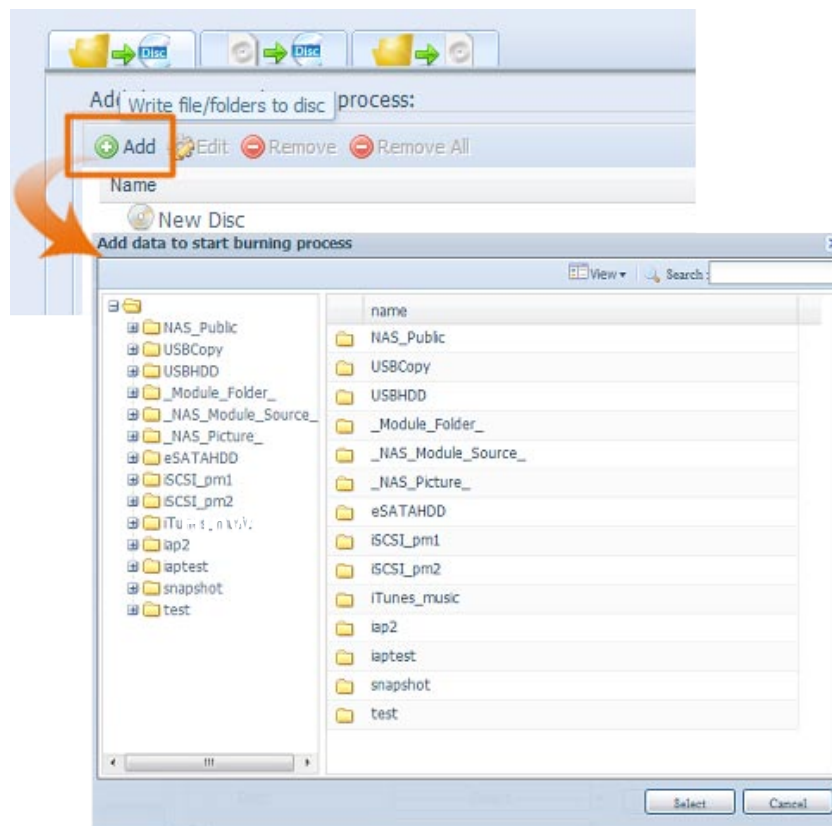 Disc
Disc
Add
process:
Write file/folders to disc
Add Edit Remove Remove All
Name
New Disc
Add data to start burning process
View Search :
name
NAS_Public
USBCopy
USBHDD
_Module_Folder_
_NAS_Module_Source_
_NAS_Picture_
eSATAHDD
iSCSI_pm1
iSCSI_pm2
iap2
iaptest
snapshot
test
NAS_Public
USBCopy
USBHDD
_Module_Folder_
_NAS_Module_Source_
_NAS_Picture_
eSATAHDD
iSCSI_pm1
iSCSI_pm2
iTunes_music
iap2
iaptest
snapshot
test
Select Cancel